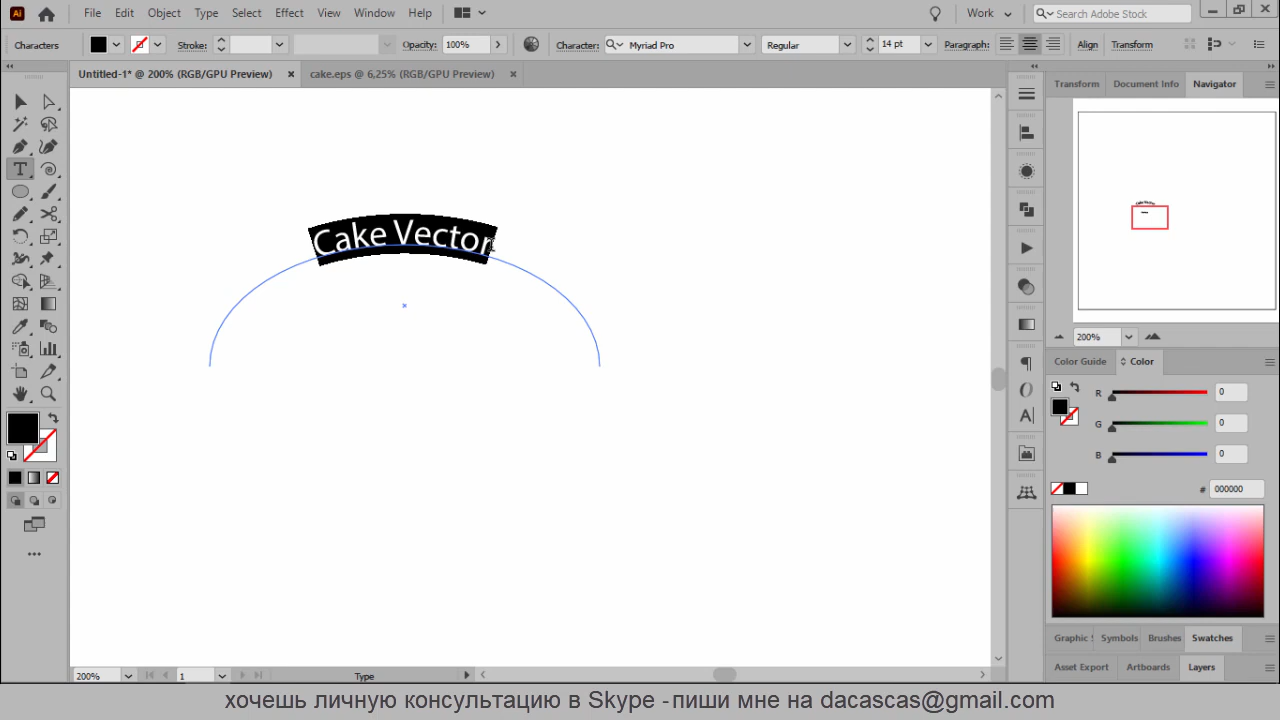 File Edit Object Type Select Effect View Window Help Work Search Adobe Stock
Characters Stroke: Opacity: 100% Character: Myriad Pro Regular 14 pt Paragraph: Align Transform
Untitled-1* @ 200% (RGB/GPU Preview) cake.eps @ 6,25% (RGB/GPU Preview)
Transform Document Info Navigator
Cake Vector
200%
Color Guide Color
R 0
G 0
B 0
# 000000
Graphic S Symbols Brushes Swatches
Asset Export Artboards Layers
200% 1 Type
хочешь личную консультацию в Skype -пиши мне на dacascas@gmail.com